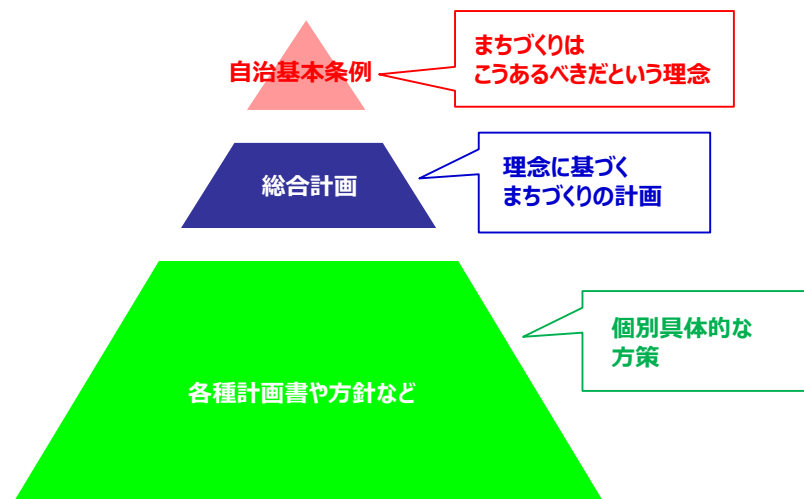 自治基本条例
まちづくりは
こうあるべきだという理念
総合計画
理念に基づく
まちづくりの計画
個別具体的な
方策
各種計画書や方針など